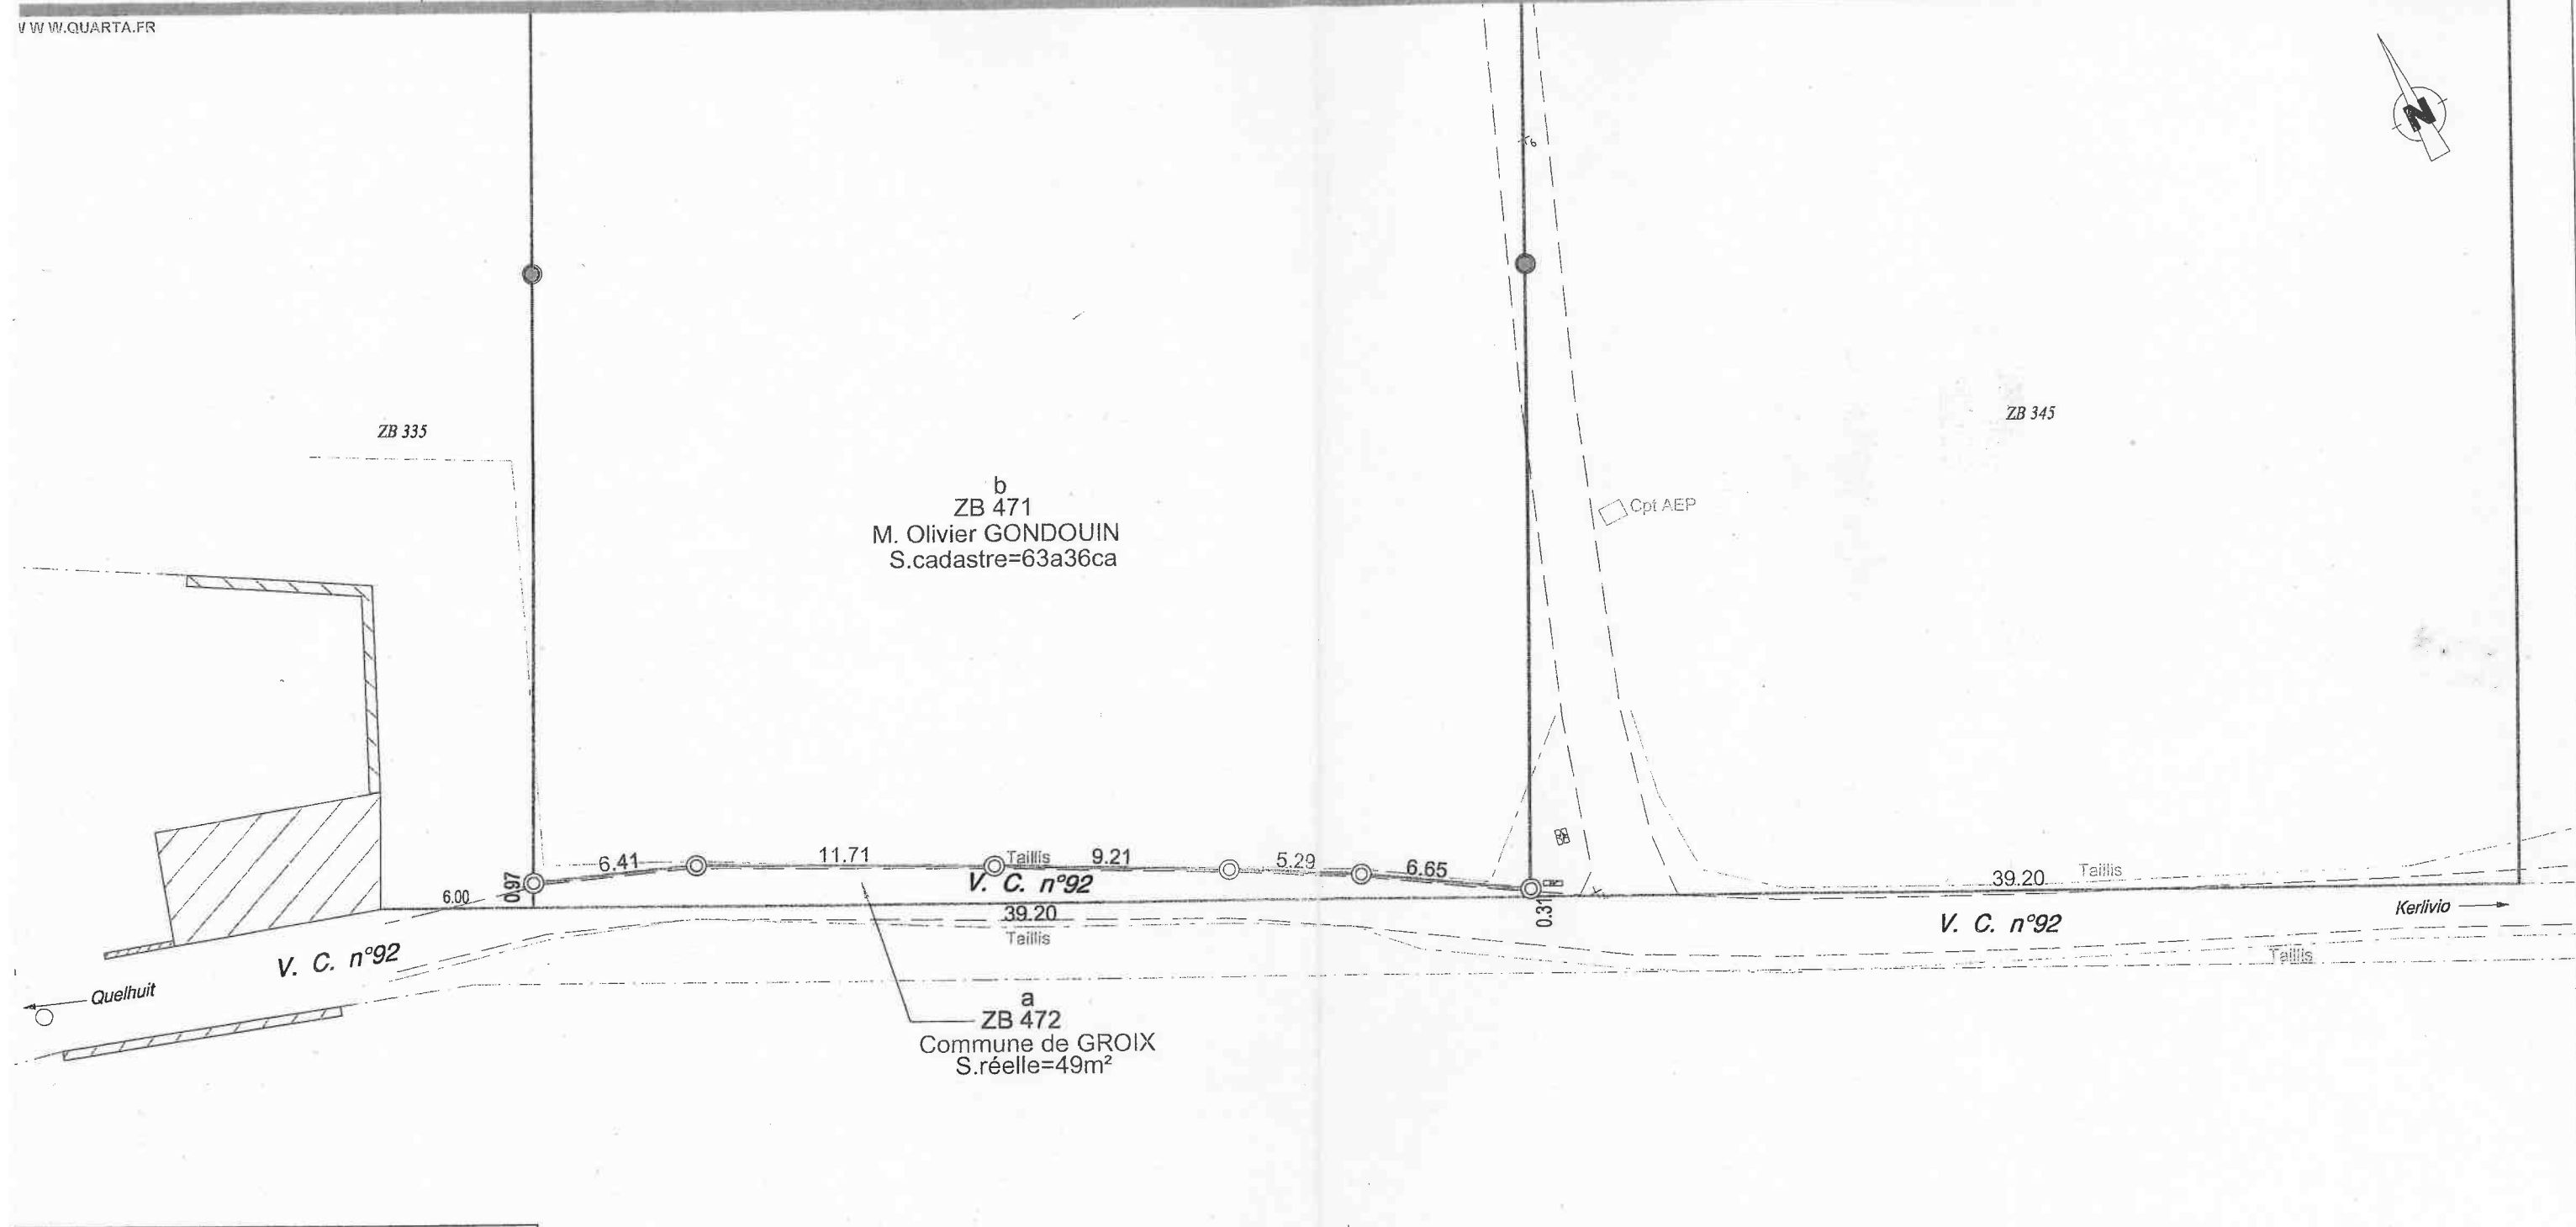 WWW.QUARTA.FR
N
ZB 335
ZB 345
b
ZB 471
M. Olivier GONDOUIN
S.cadastre=63a36ca
Cpt AEP
6.41
11.71
Taillis
9.21
5.29
6.65
V. C. n°92
0.97
6.00
39.20
Taillis
0.31
39.20
Taillis
Kerlivio
V. C. n°92
Taillis
V. C. n°92
Quelhuit
a
ZB 472
Commune de GROIX
S.réelle=49m²